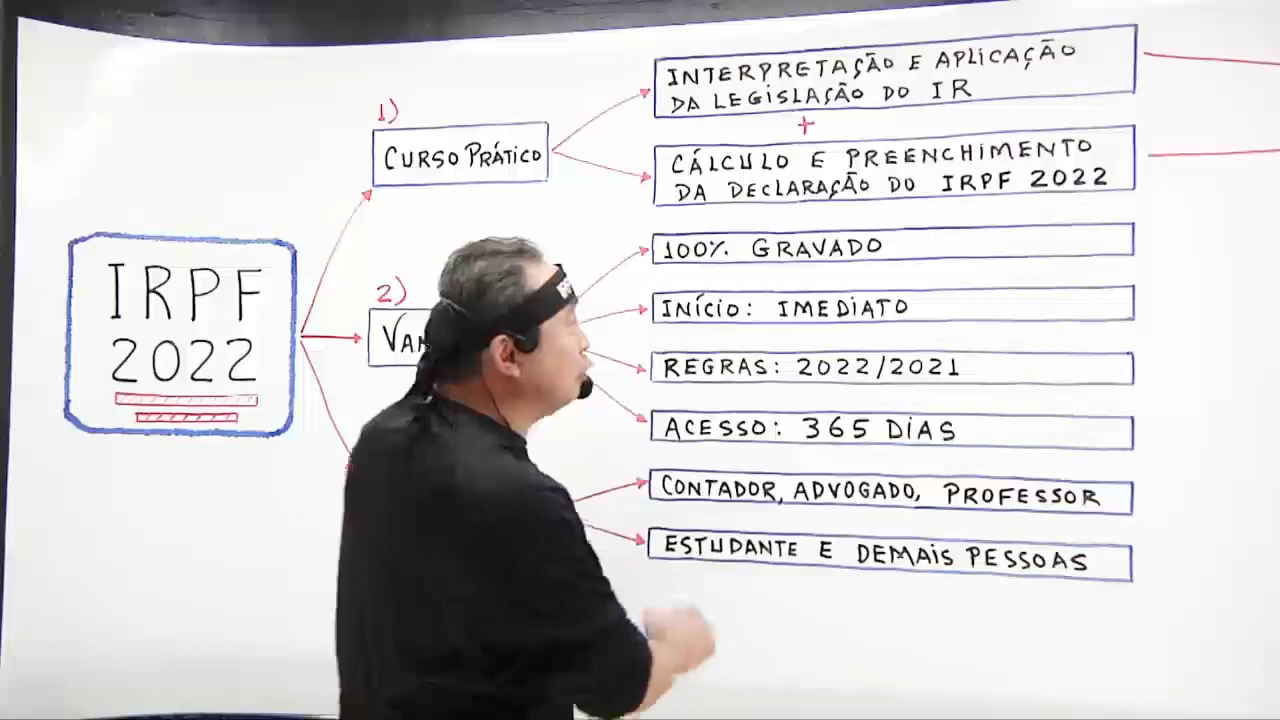 IRPF
2022
1)
CURSO PRÁTICO
INTERPRETAÇÃO E APLICAÇÃO
DA LEGISLAÇÃO DO IR
+
CÁLCULO E PREENCHIMENTO
DA DECLARAÇÃO DO IRPF 2022
2)
100% GRAVADO
INÍCIO: IMEDIATO
REGRAS: 2022/2021
ACESSO: 365 DIAS
CONTADOR, ADVOGADO, PROFESSOR
ESTUDANTE E DEMAIS PESSOAS